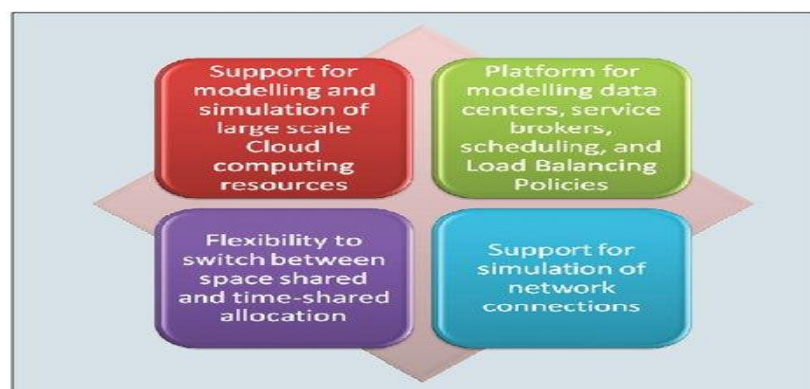 Support for
modelling and
simulation of
large scale
Cloud
computing
resources
Platform for
modelling data
centers, service
brokers,
scheduling, and
Load Balancing
Policies
Flexibility to
switch between
space shared
and time-shared
allocation
Support for
simulation of
network
connections